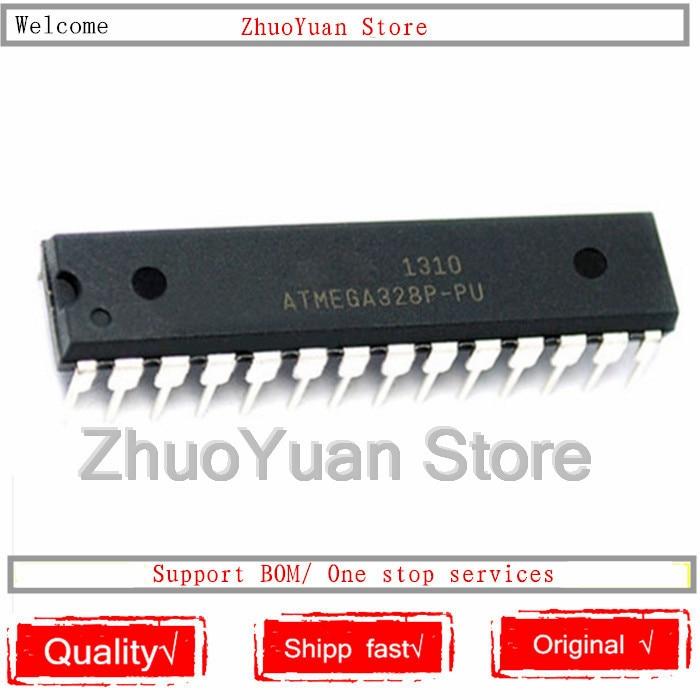 Welcome
ZhuoYuan Store
1310
ATMEGA328P-PU
ZhuoYuan Store
Support BOM/ One stop services
Quality√
Shipp fast√
Original √